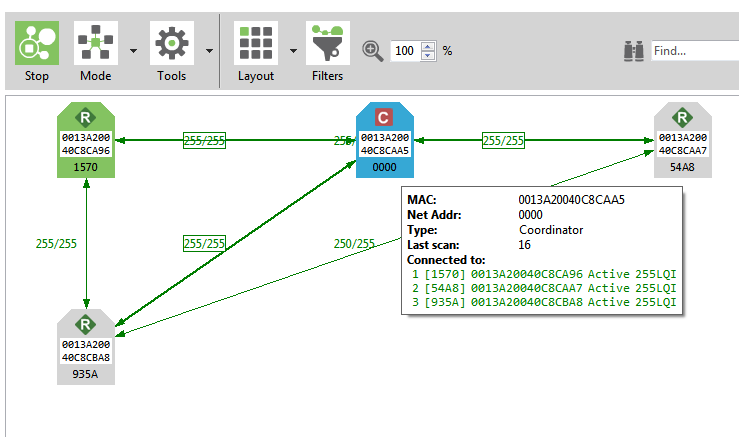 Stop
Mode
Tools
Layout
Filters
100
%
Find...
R
0013A200
40C8CA96
1570
255/255
255/
C
0013A200
40C8CAA5
0000
255/255
R
0013A200
40C8CAA7
54A8
255/255
255/255
250/255
MAC: 0013A20040C8CAA5
Net Addr: 0000
Type: Coordinator
Last scan: 16
Connected to:
1 [1570] 0013A20040C8CA96 Active 255LQI
2 [54A8] 0013A20040C8CAA7 Active 255LQI
3 [935A] 0013A20040C8CBA8 Active 255LQI
R
0013A200
40C8CBA8
935A